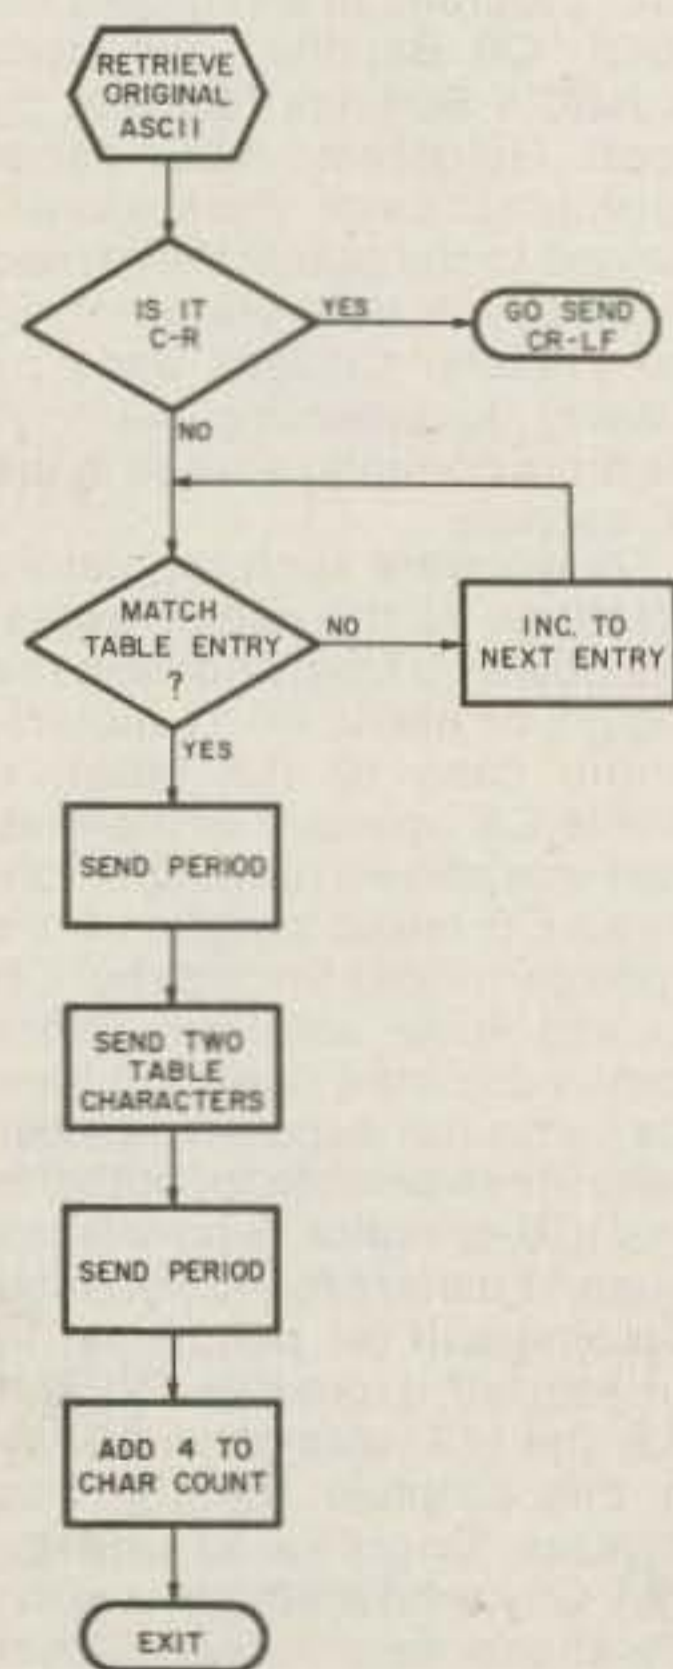 RETRIEVE
ORIGINAL
ASCII
IS IT
C-R
YES
GO SEND
CR-LF
NO
MATCH
TABLE ENTRY
?
NO
INC. TO
NEXT ENTRY
YES
SEND PERIOD
SEND TWO
TABLE
CHARACTERS
SEND PERIOD
ADD 4 TO
CHAR COUNT
EXIT